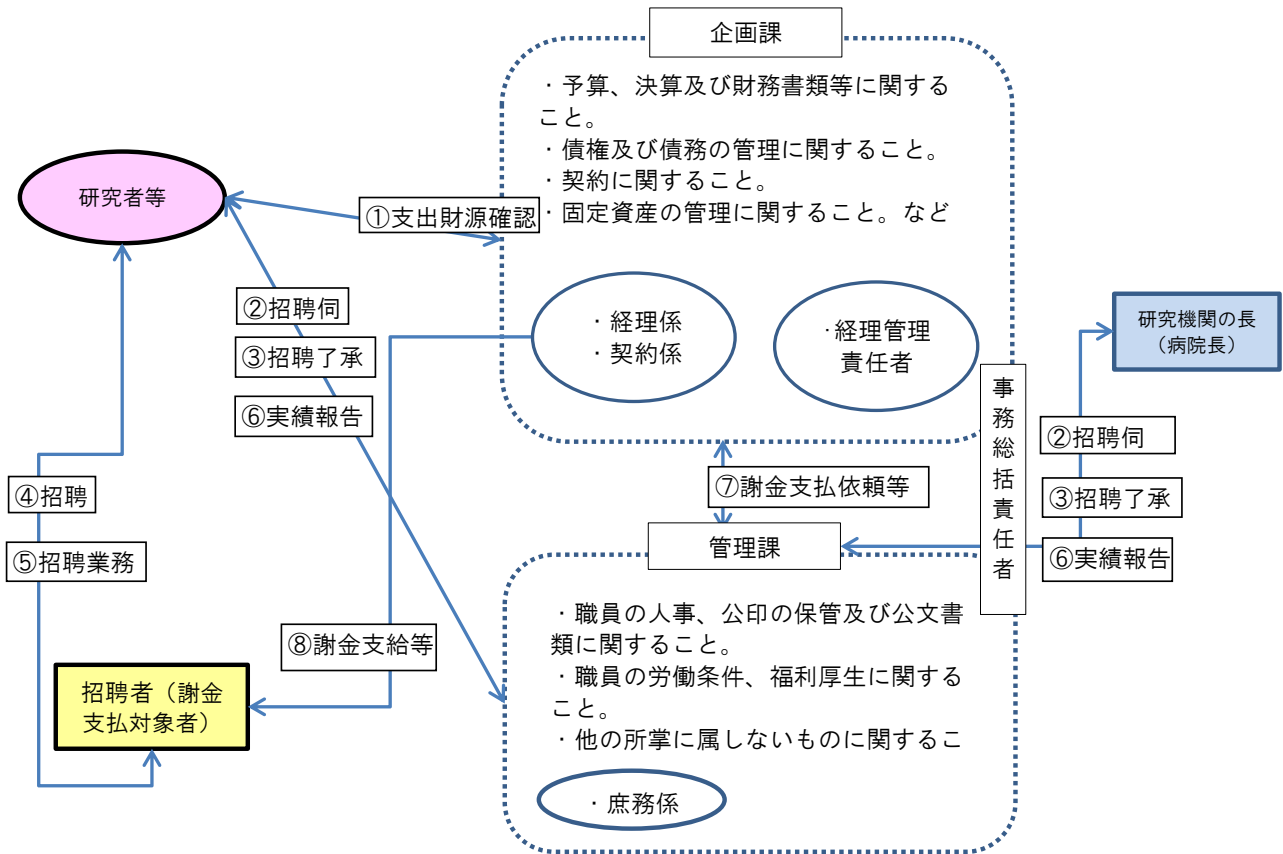 企画課
・予算、決算及び財務書類等に関する
こと。
・債権及び債務の管理に関すること。
・契約に関すること。
・固定資産の管理に関すること。など
研究者等
①支出財源確認
②招聘伺
③招聘了承
⑥実績報告
・経理係
・契約係
・経理管理
責任者
研究機関の長
（病院長）
事務総括責任者
②招聘伺
③招聘了承
⑥実績報告
④招聘
⑤招聘業務
⑦謝金支払依頼等
管理課
・職員の人事、公印の保管及び公文書
類に関すること。
・職員の労働条件、福利厚生に関する
こと。
・他の所掌に属しないものに関するこ
⑧謝金支給等
招聘者（謝金
支払対象者）
・庶務係